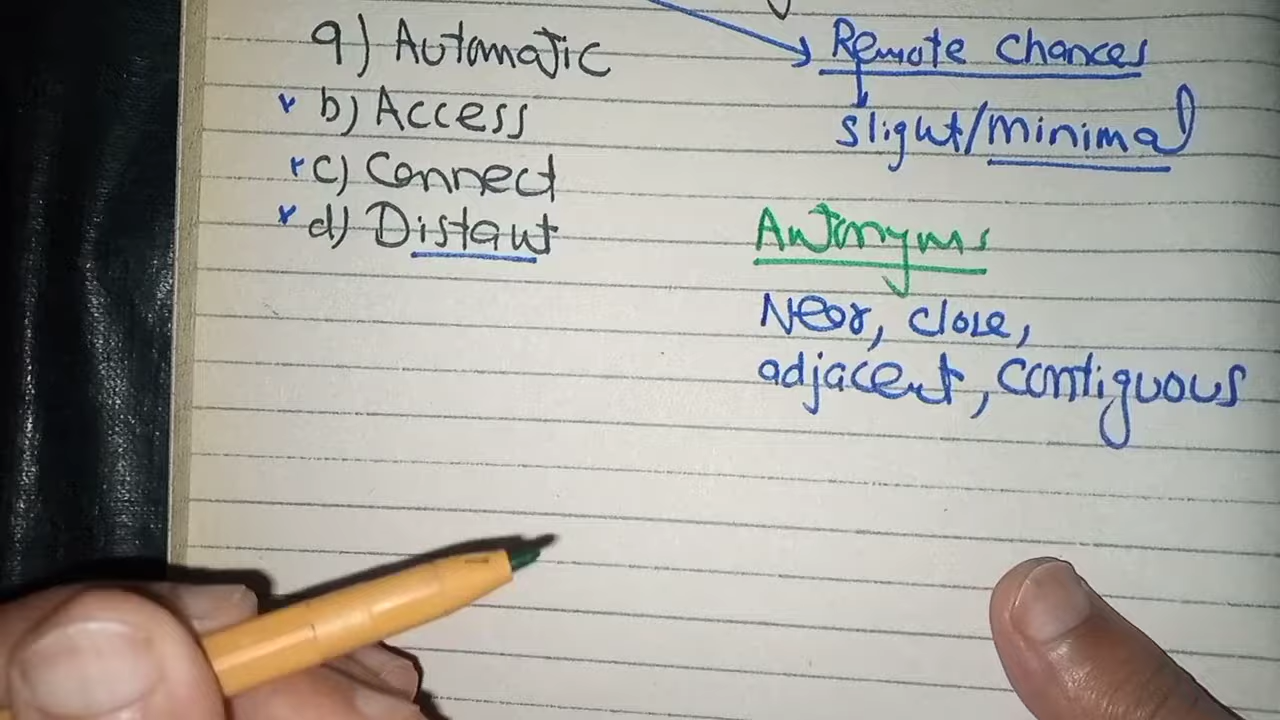 a) Automatic
b) Access
c) Connect
d) Distant
Remote chances
slight/minimal
Antonyms
Near, close,
adjacent, contiguous